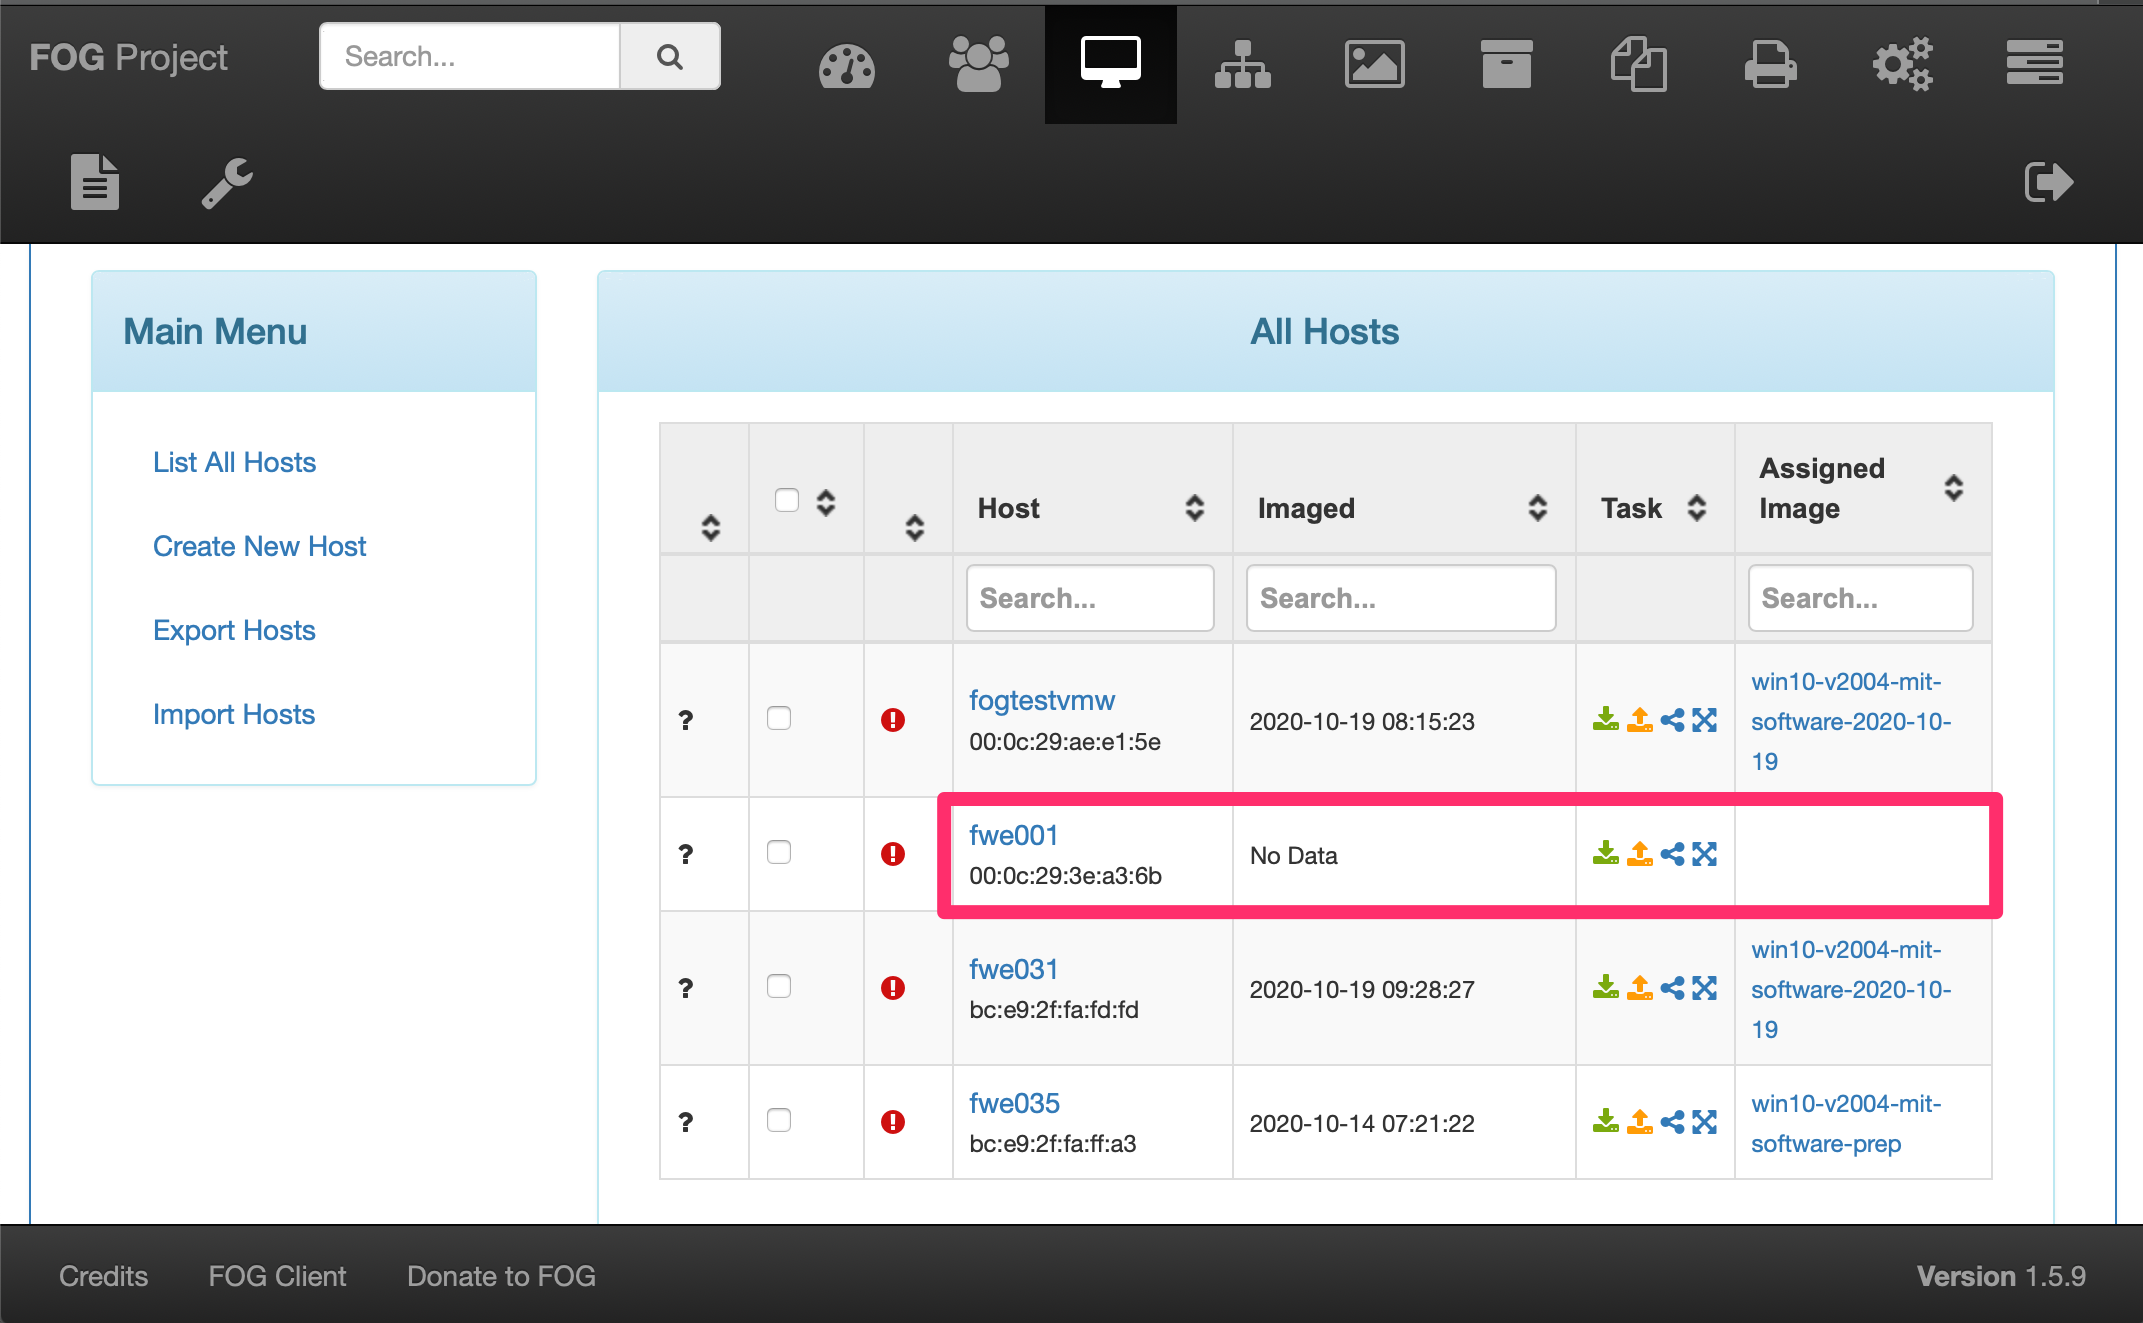 FOG Project
Search...
Main Menu
List All Hosts
Create New Host
Export Hosts
Import Hosts
All Hosts
Host
Imaged
Task
Assigned
Image
Search...
Search...
Search...
?
fogtestvmw
00:0c:29:ae:e1:5e
2020-10-19 08:15:23
win10-v2004-mit-
software-2020-10-
19
?
fwe001
00:0c:29:3e:a3:6b
No Data
?
fwe031
bc:e9:2f:fa:fd:fd
2020-10-19 09:28:27
win10-v2004-mit-
software-2020-10-
19
?
fwe035
bc:e9:2f:fa:ff:a3
2020-10-14 07:21:22
win10-v2004-mit-
software-prep
Credits
FOG Client
Donate to FOG
Version 1.5.9